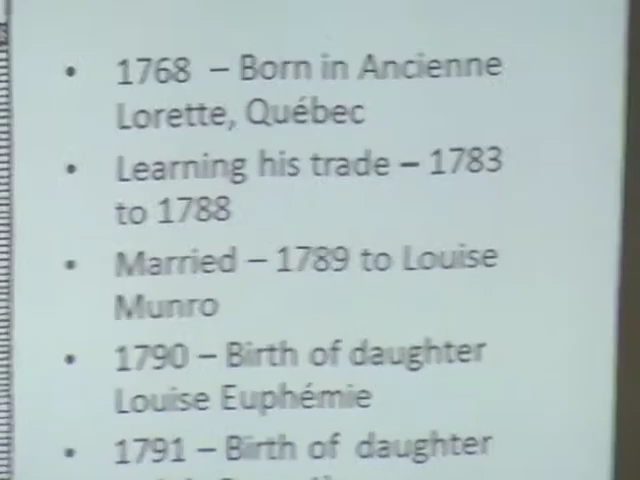 • 1768 – Born in Ancienne
Lorette, Québec
• Learning his trade – 1783
to 1788
• Married – 1789 to Louise
Munro
• 1790 – Birth of daughter
Louise Euphémie
• 1791 – Birth of daughter